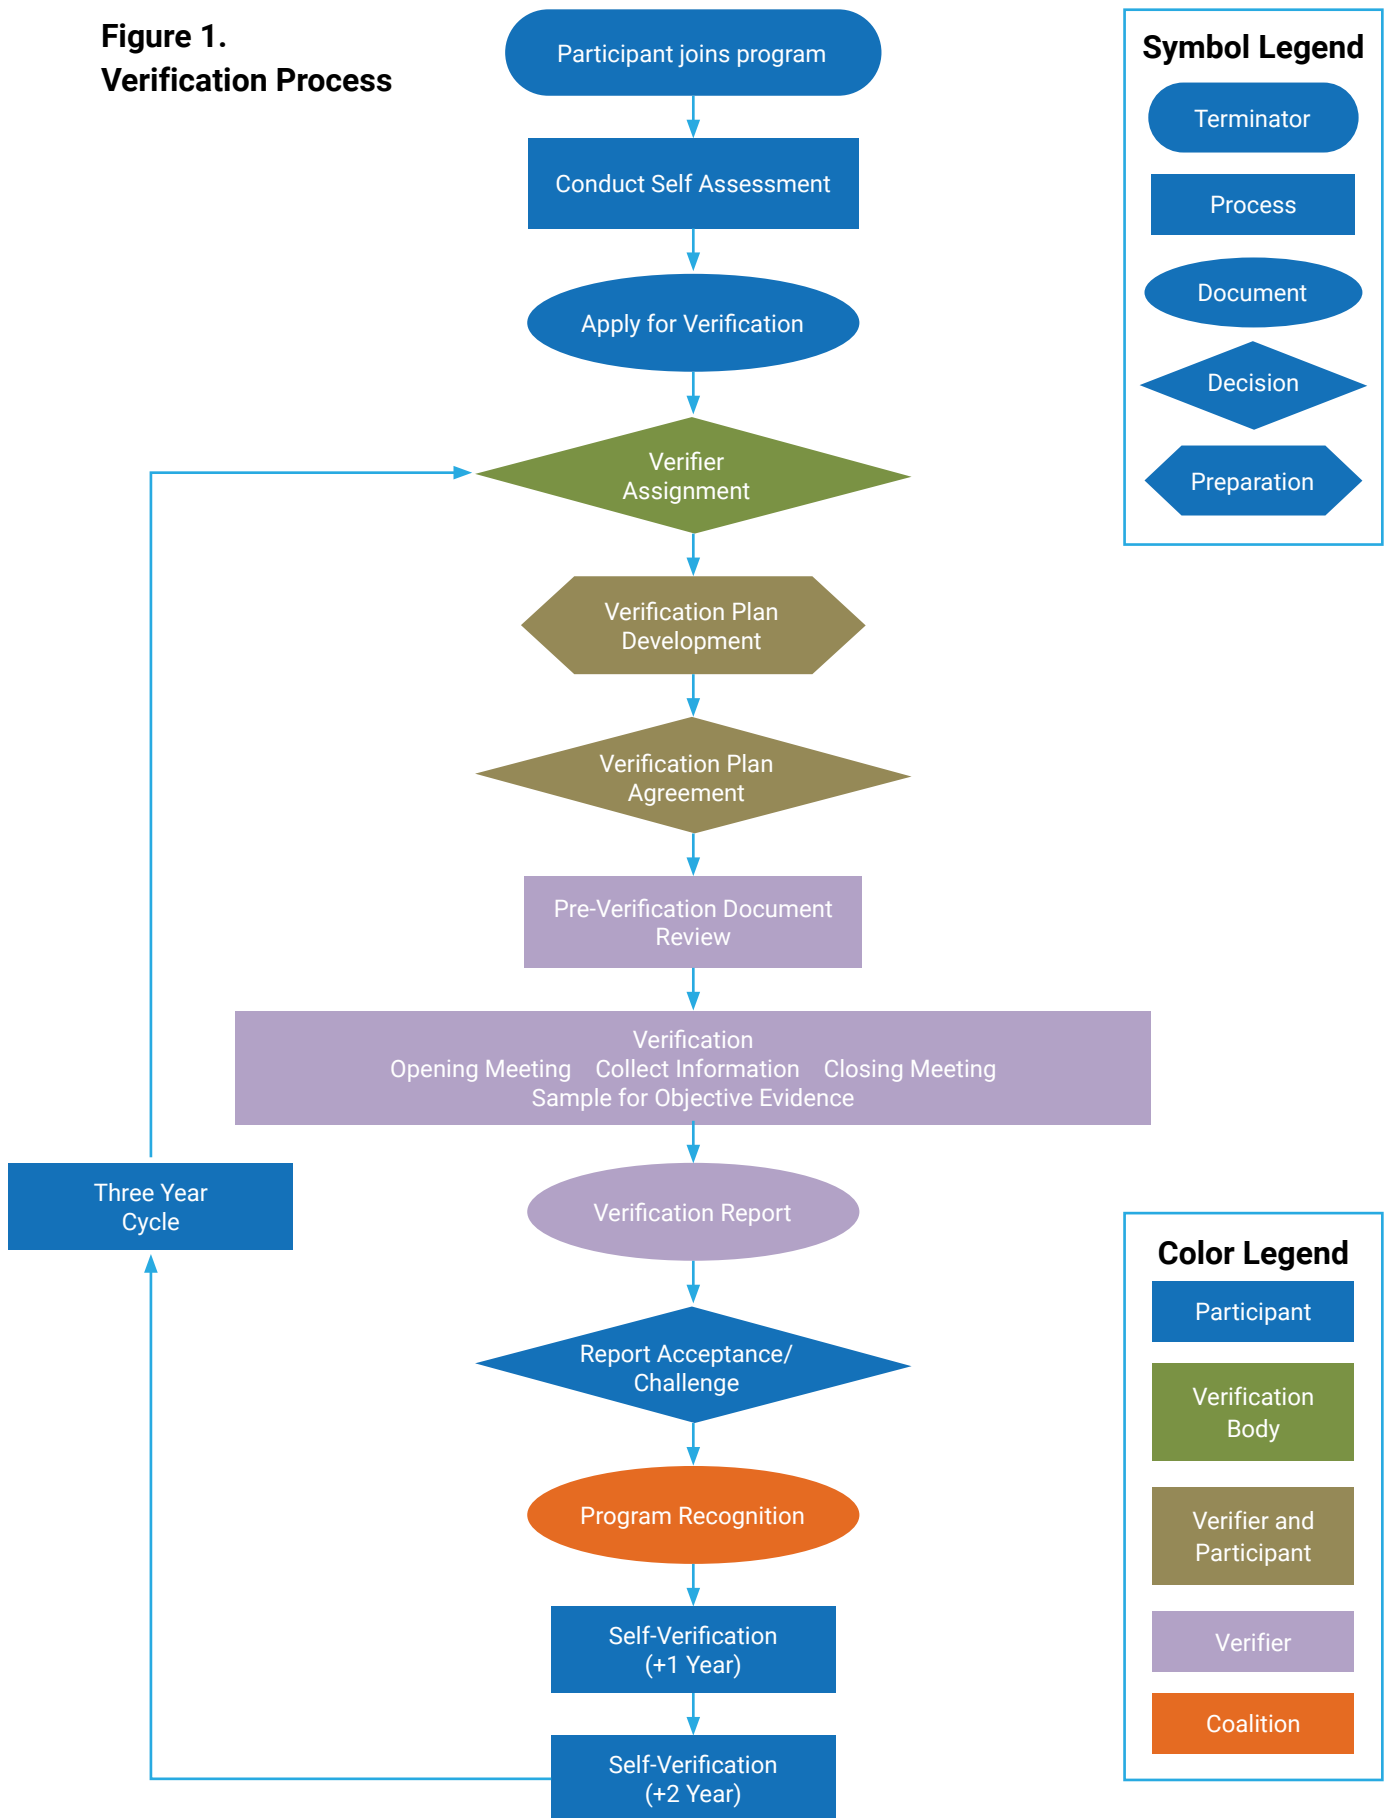 Figure 1.
Verification Process
Participant joins program
Conduct Self Assessment
Apply for Verification
Verifier
Assignment
Verification Plan
Development
Verification Plan
Agreement
Pre-Verification Document
Review
Verification
Opening Meeting Collect Information Closing Meeting
Sample for Objective Evidence
Verification Report
Report Acceptance/
Challenge
Program Recognition
Self-Verification
(+1 Year)
Self-Verification
(+2 Year)
Three Year
Cycle
Symbol Legend
Terminator
Process
Document
Decision
Preparation
Color Legend
Participant
Verification
Body
Verifier and
Participant
Verifier
Coalition